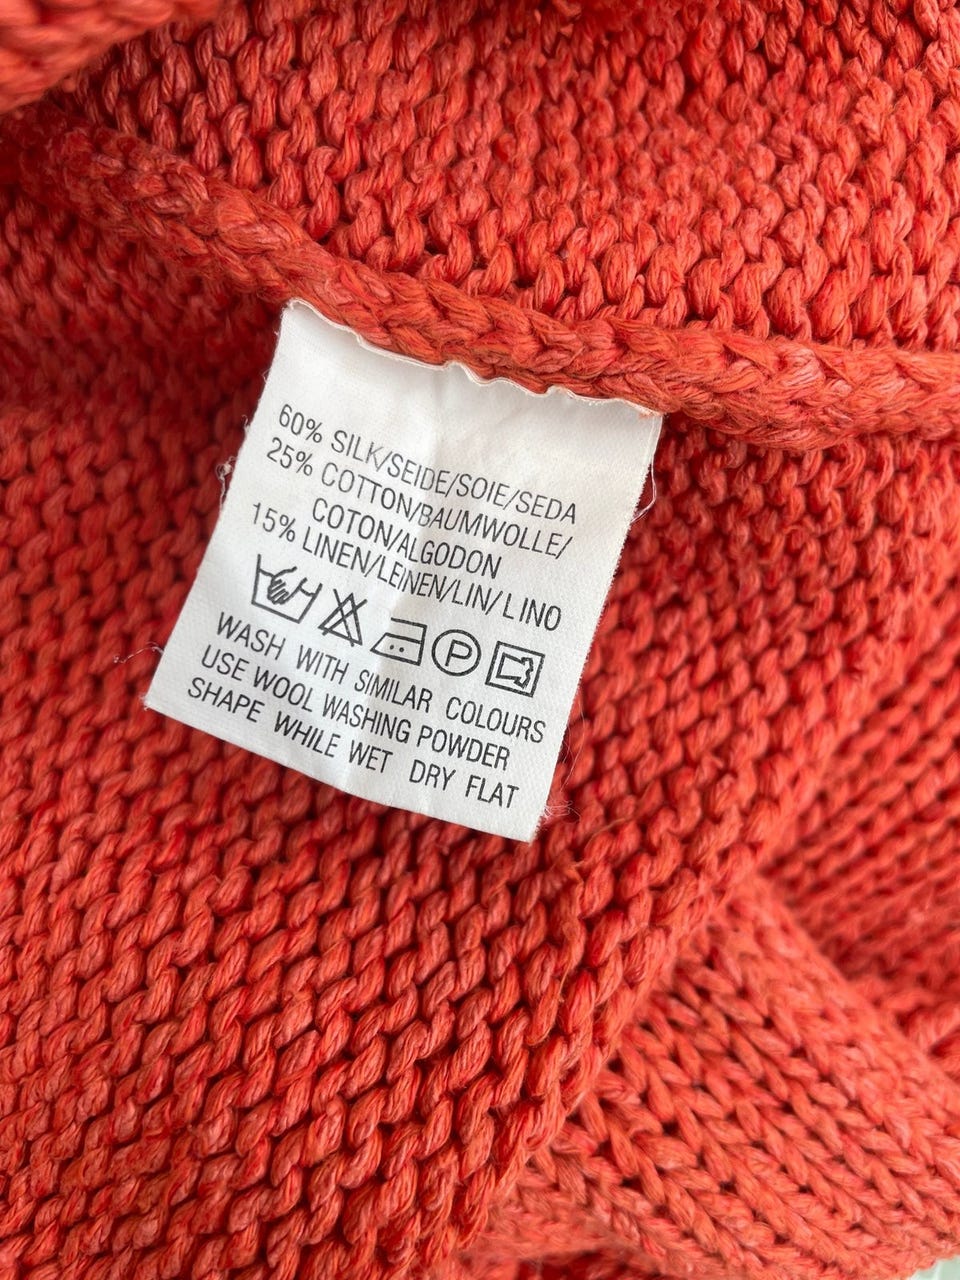 60% SILK/SEIDE/SOIE/SEDA
25% COTTON/BAUMWOLLE/
COTON/ALGODON
15% LINEN/LEINEN/LIN/LINO
P
WASH WITH SIMILAR COLOURS
USE WOOL WASHING POWDER
SHAPE WHILE WET DRY FLAT